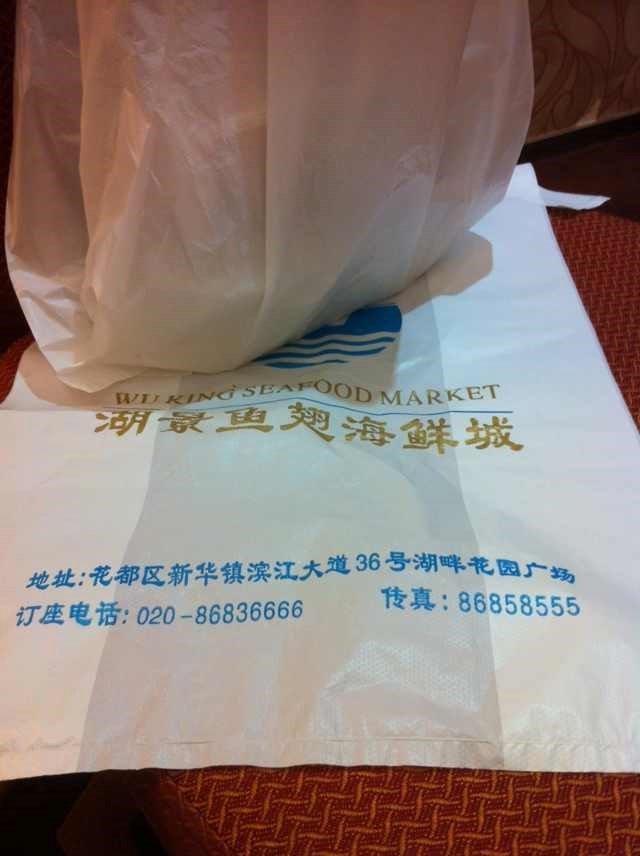 WU KING SEAFOOD MARKET
湖景鱼翅海鲜城
地址:花都区新华镇滨江大道36号湖畔花园广场
订座电话:020-86836666 传真:86858555